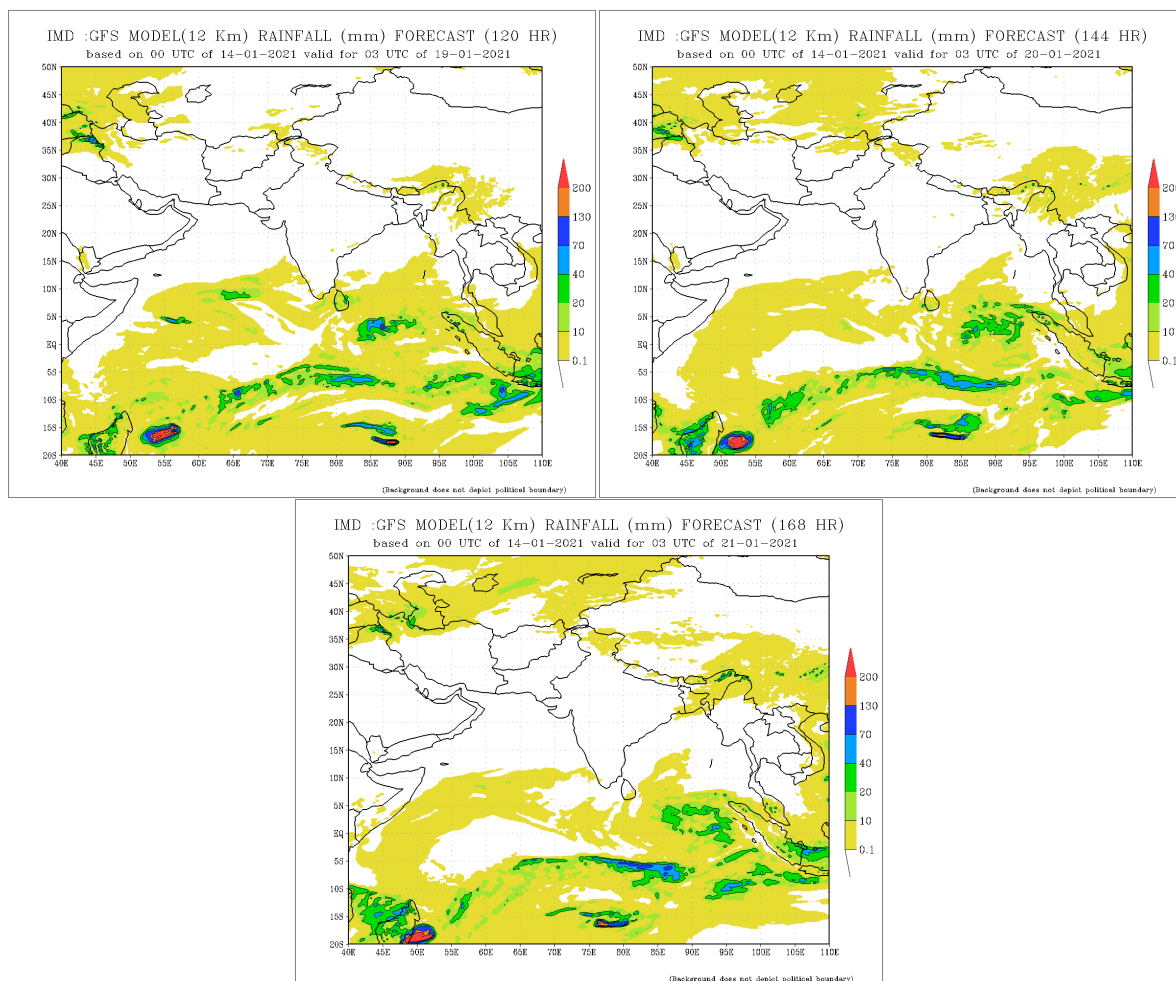 IMD :GFS MODEL(12 Km) RAINFALL (mm) FORECAST (120 HR)
based on 00 UTC of 14-01-2021 valid for 03 UTC of 19-01-2021
50N
45N
40N
35N
30N
25N
20N
15N
10N
5N
EQ
5S
10S
15S
20S
40E 45E 50E 55E 60E 65E 70E 75E 80E 85E 90E 95E 100E 105E 110E
200
130
70
40
20
10
0.1
(Background does not depict political boundary)
IMD :GFS MODEL(12 Km) RAINFALL (mm) FORECAST (144 HR)
based on 00 UTC of 14-01-2021 valid for 03 UTC of 20-01-2021
50N
45N
40N
35N
30N
25N
20N
15N
10N
5N
EQ
5S
10S
15S
20S
40E 45E 50E 55E 60E 65E 70E 75E 80E 85E 90E 95E 100E 105E 110E
200
130
70
40
20
10
0.1
(Background does not depict political boundary)
IMD :GFS MODEL(12 Km) RAINFALL (mm) FORECAST (168 HR)
based on 00 UTC of 14-01-2021 valid for 03 UTC of 21-01-2021
50N
45N
40N
35N
30N
25N
20N
15N
10N
5N
EQ
5S
10S
15S
20S
40E 45E 50E 55E 60E 65E 70E 75E 80E 85E 90E 95E 100E 105E 110E
200
130
70
40
20
10
0.1
(Background does not depict political boundary)